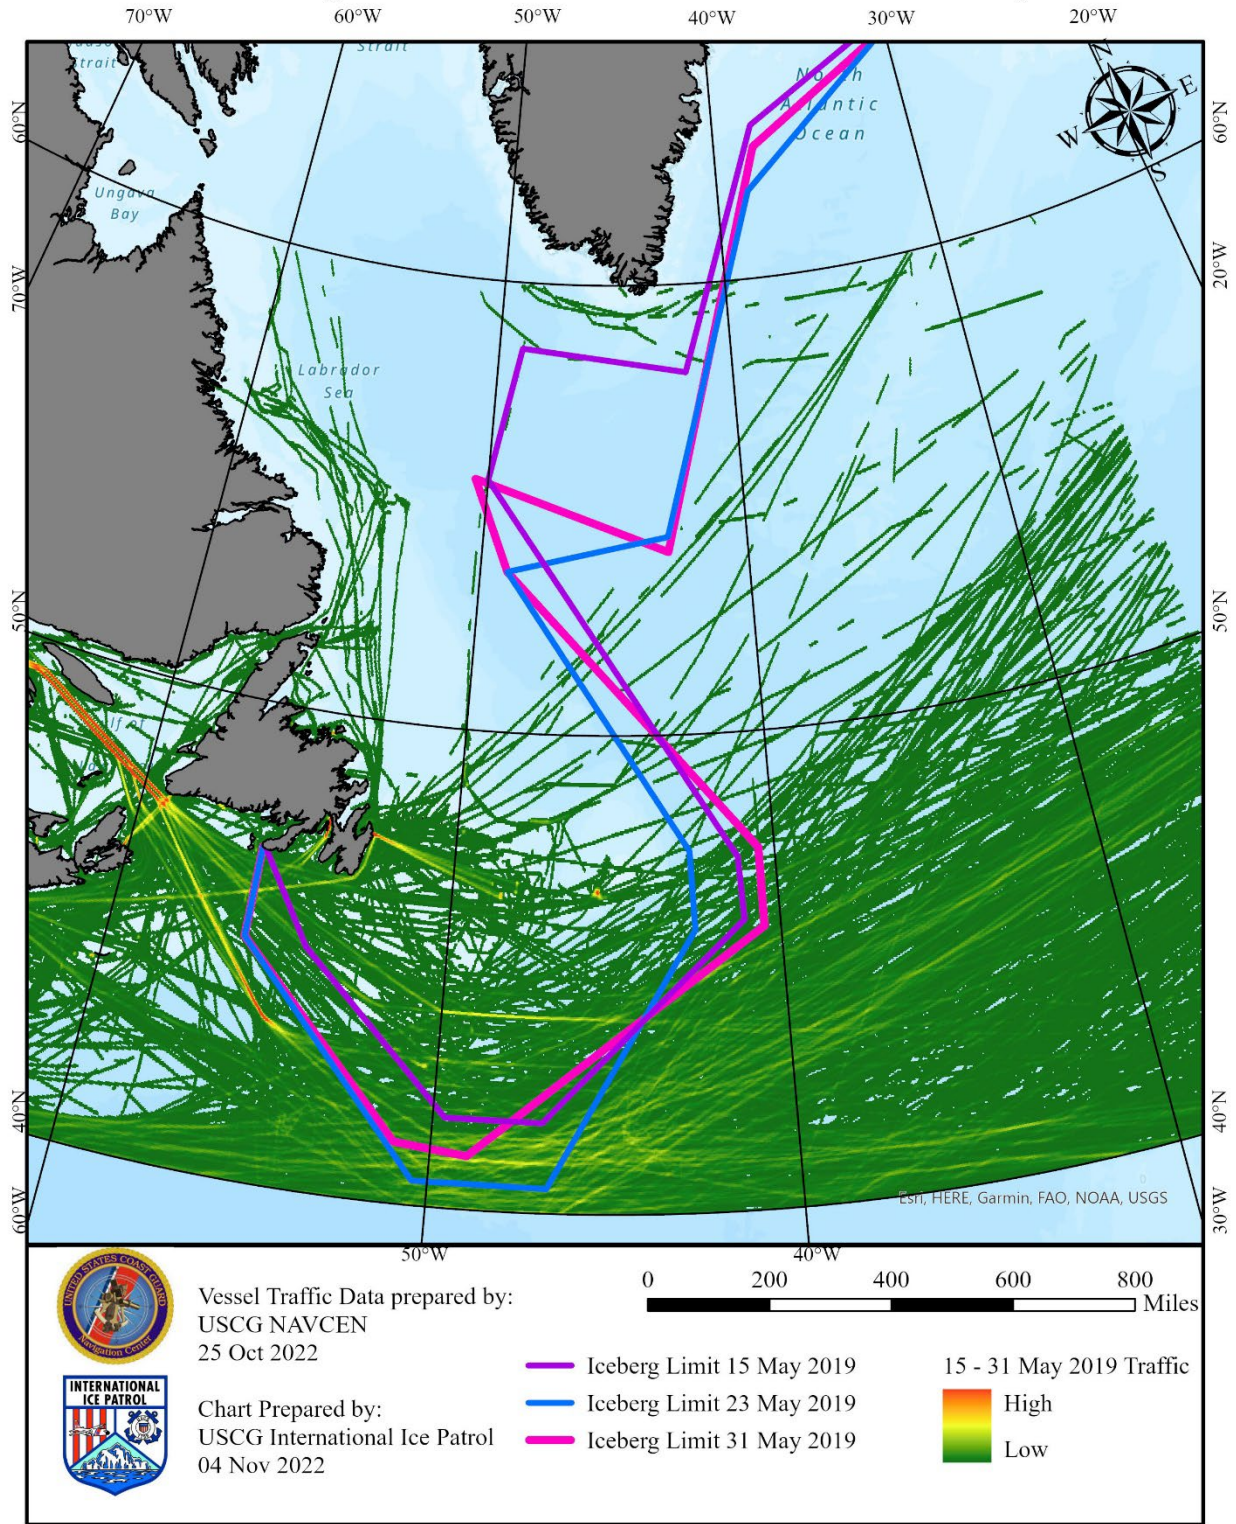 70°W 60°W 50°W 40°W 30°W 20°W
Strait
Strait
North
Atlantic
Ocean
N
E
W
S
60°N
60°N
Ungava
Bay
70°W
20°W
Labrador
Sea
50°N
50°N
40°N
40°N
60°W
30°W
Esri, HERE, Garmin, FAO, NOAA, USGS
50°W 40°W
UNITED STATES COAST GUARD
Navigation Center
Vessel Traffic Data prepared by:
USCG NAVCEN
25 Oct 2022
0 200 400 600 800
Miles
INTERNATIONAL
ICE PATROL
Chart Prepared by:
USCG International Ice Patrol
04 Nov 2022
Iceberg Limit 15 May 2019
Iceberg Limit 23 May 2019
Iceberg Limit 31 May 2019
15 - 31 May 2019 Traffic
High
Low